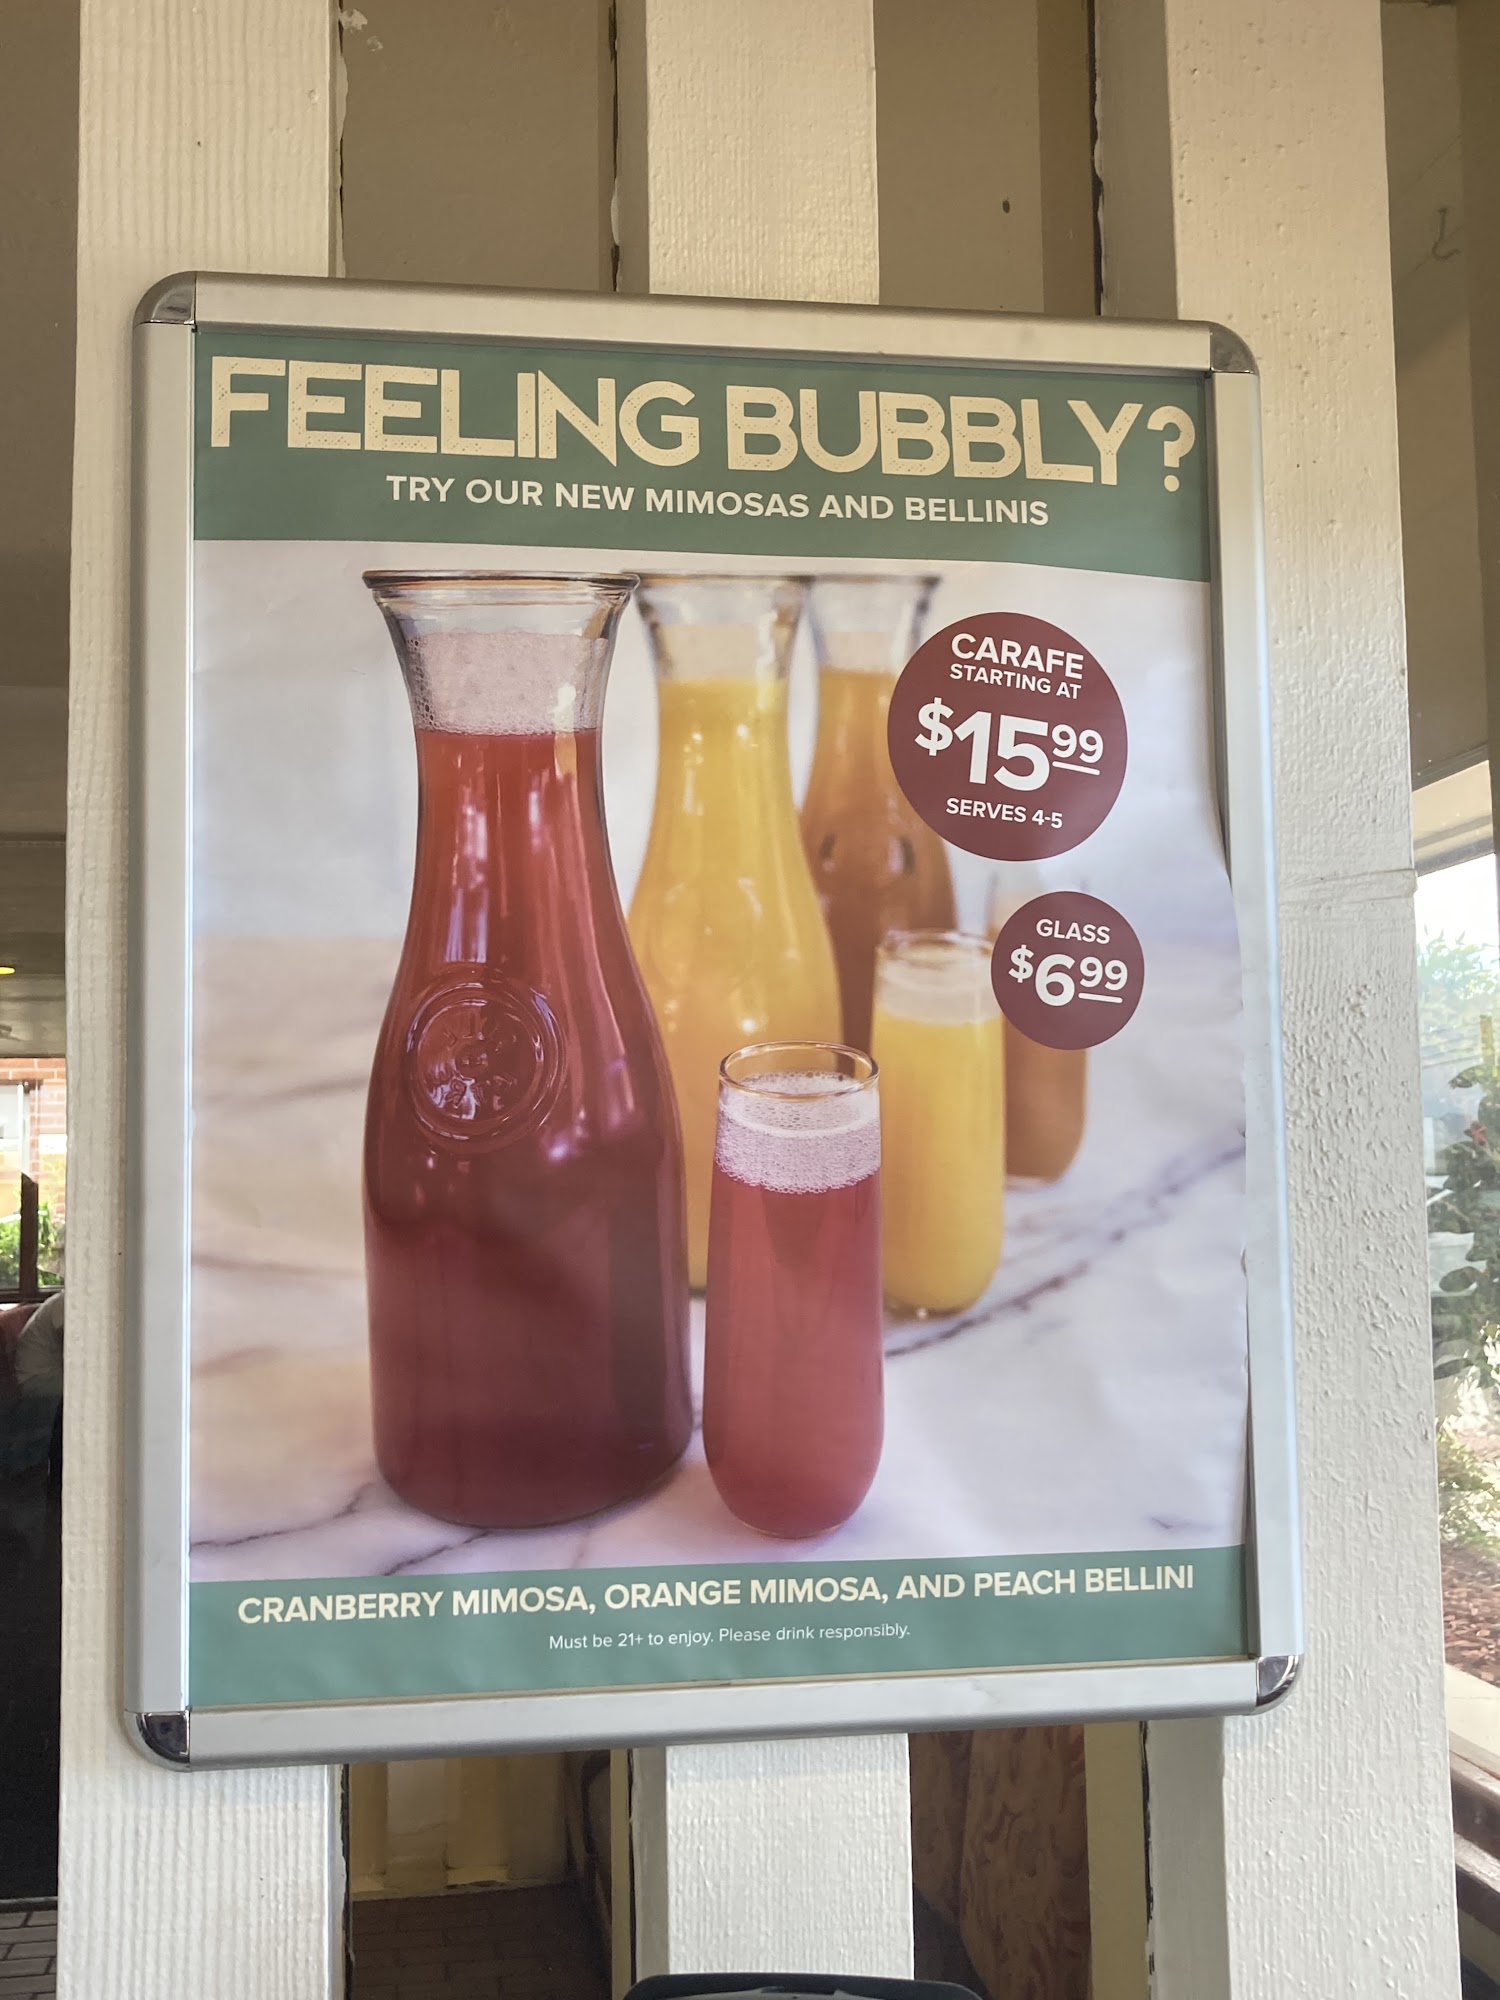 FEELING BUBBLY?
TRY OUR NEW MIMOSAS AND BELLINIS
CARAFE
STARTING AT
$15 99
SERVES 4-5
GLASS
$6 99
CRANBERRY MIMOSA, ORANGE MIMOSA, AND PEACH BELLINI
Must be 21+ to enjoy. Please drink responsibly.